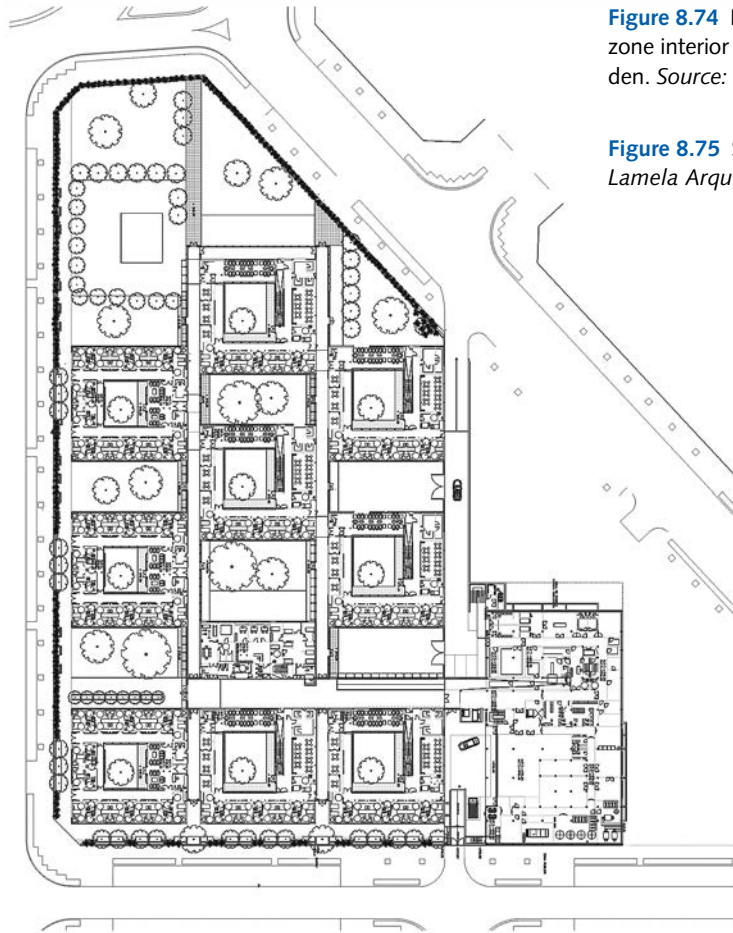 Figure 8.74
zone interior
den. Source:
Figure 8.75
Lamela Arqu